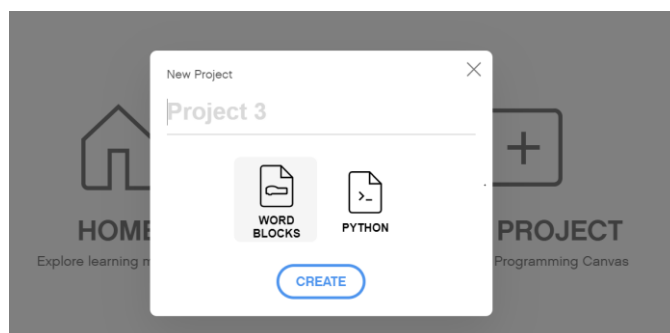 New Project
Project 3
WORD
BLOCKS
PYTHON
CREATE
HOME
Explore learning
PROJECT
Programming Canvas